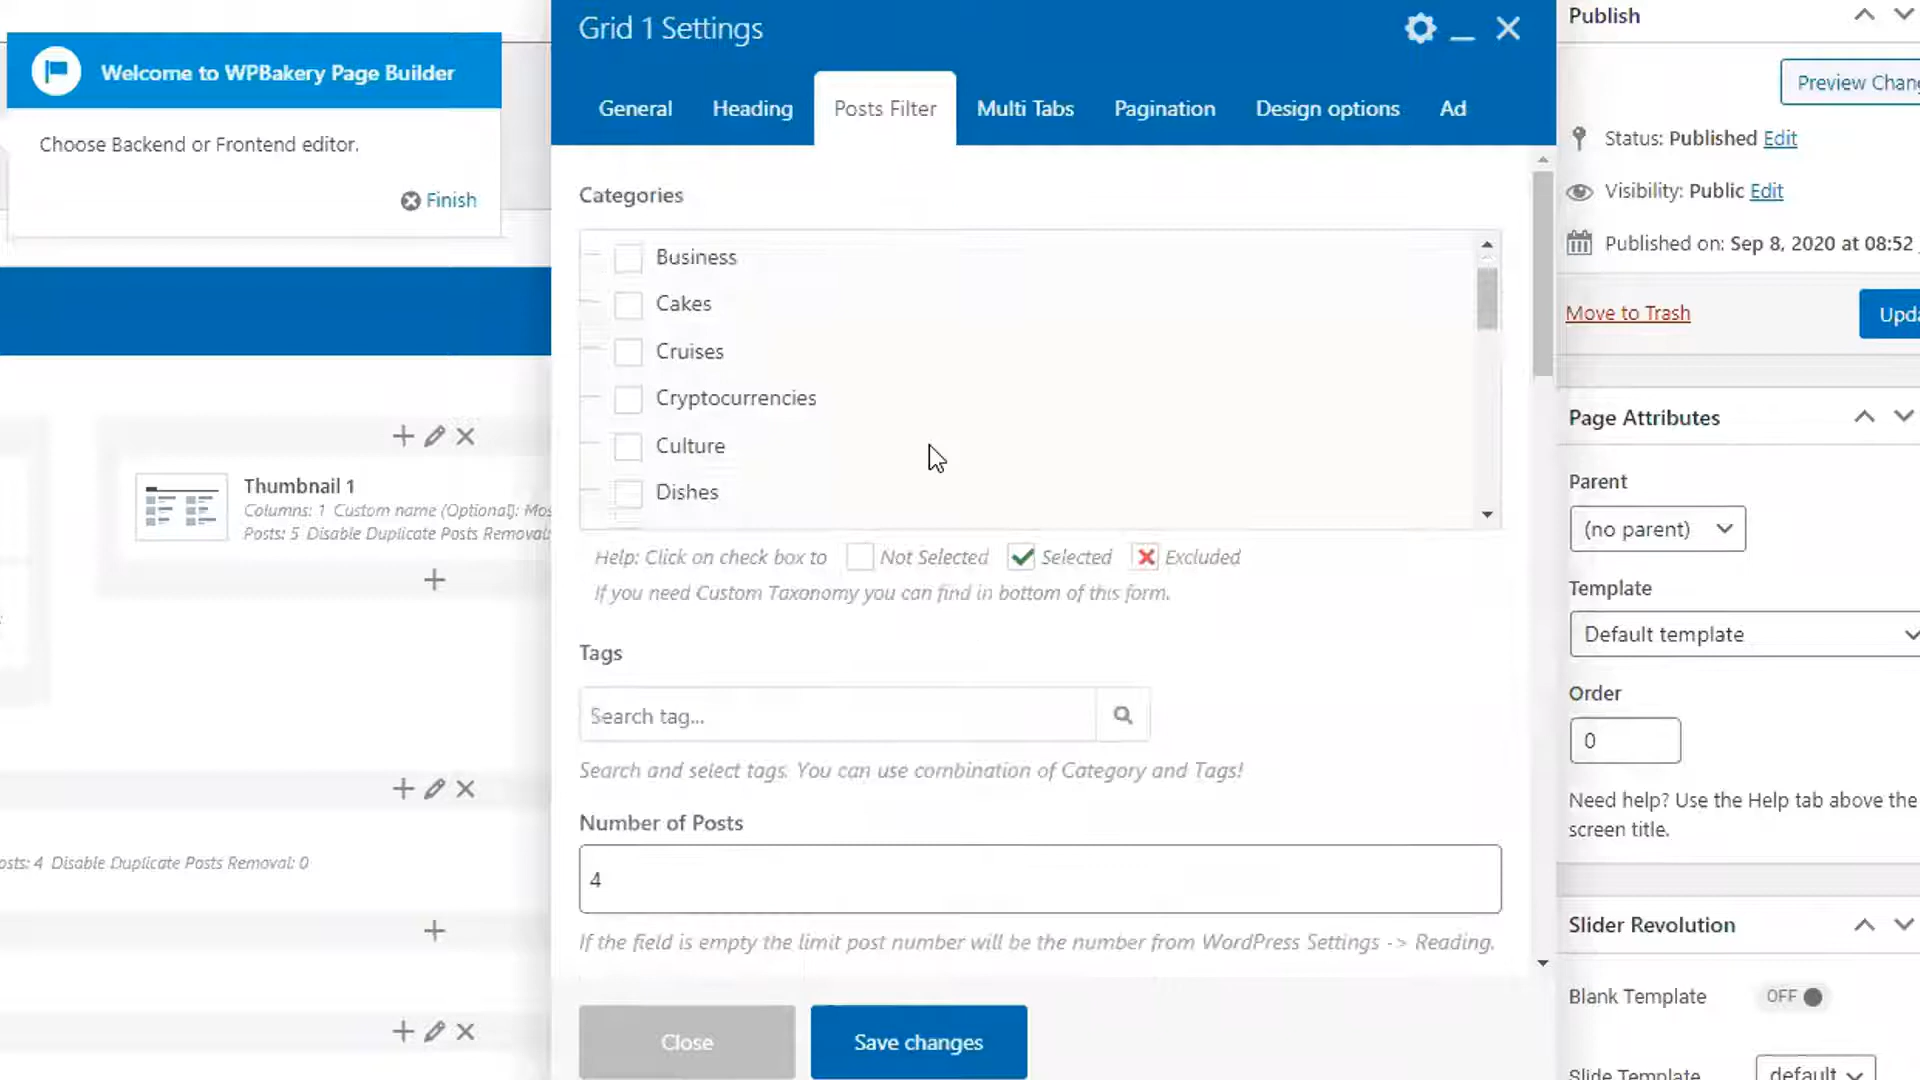 Grid 1 Settings
Publish
Welcome to WPBakery Page Builder
Choose Backend or Frontend editor.
Finish
General
Heading
Posts Filter
Multi Tabs
Pagination
Design options
Ad
Preview
Status: Published Edit
Visibility: Public Edit
Published on: Sep 8, 2020 at 08:52
Move to Trash
Categories
Business
Cakes
Cruises
Cryptocurrencies
Culture
Dishes
Help: Click on check box to Not Selected Selected Excluded
If you need Custom Taxonomy you can find in bottom of this form.
Tags
Search tag...
Search and select tags. You can use combination of Category and Tags!
Number of Posts
4
If the field is empty the limit post number will be the number from WordPress Settings -> Reading.
Close
Save changes
Thumbnail 1
Columns: 1 Custom name (Optional):
Posts: 5 Disable Duplicate Posts Removal:
4 Disable Duplicate Posts Removal: 0
Page Attributes
Parent
(no parent)
Template
Default template
Order
0
Need help? Use the Help tab above the
screen title.
Slider Revolution
Blank Template OFF
Slide Template default